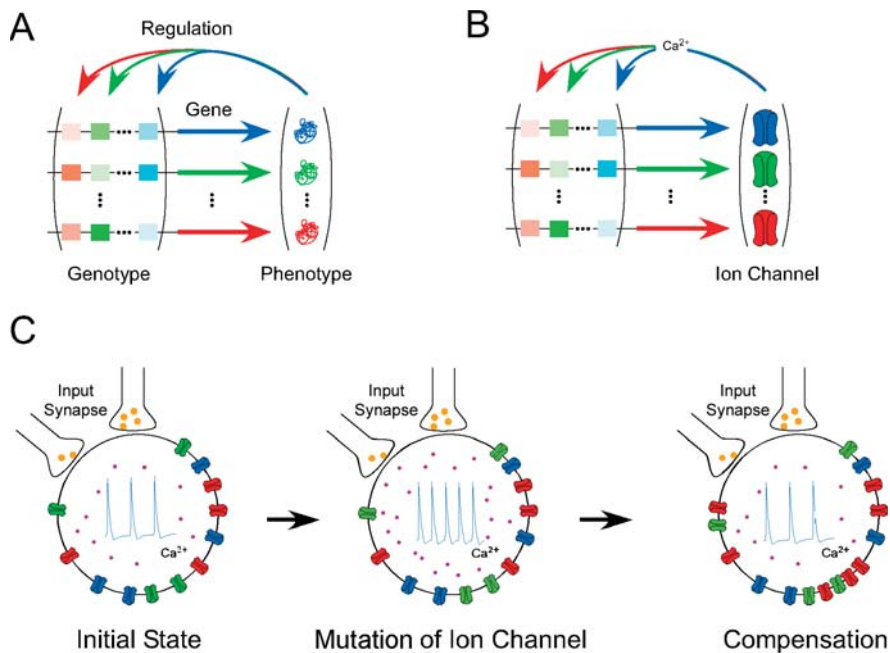 A
Regulation
Gene
Genotype
Phenotype
B
Ca2+
Ion Channel
C
Input
Synapse
Ca2+
Initial State
Input
Synapse
Ca2+
Mutation of Ion Channel
Input
Synapse
Ca2+
Compensation